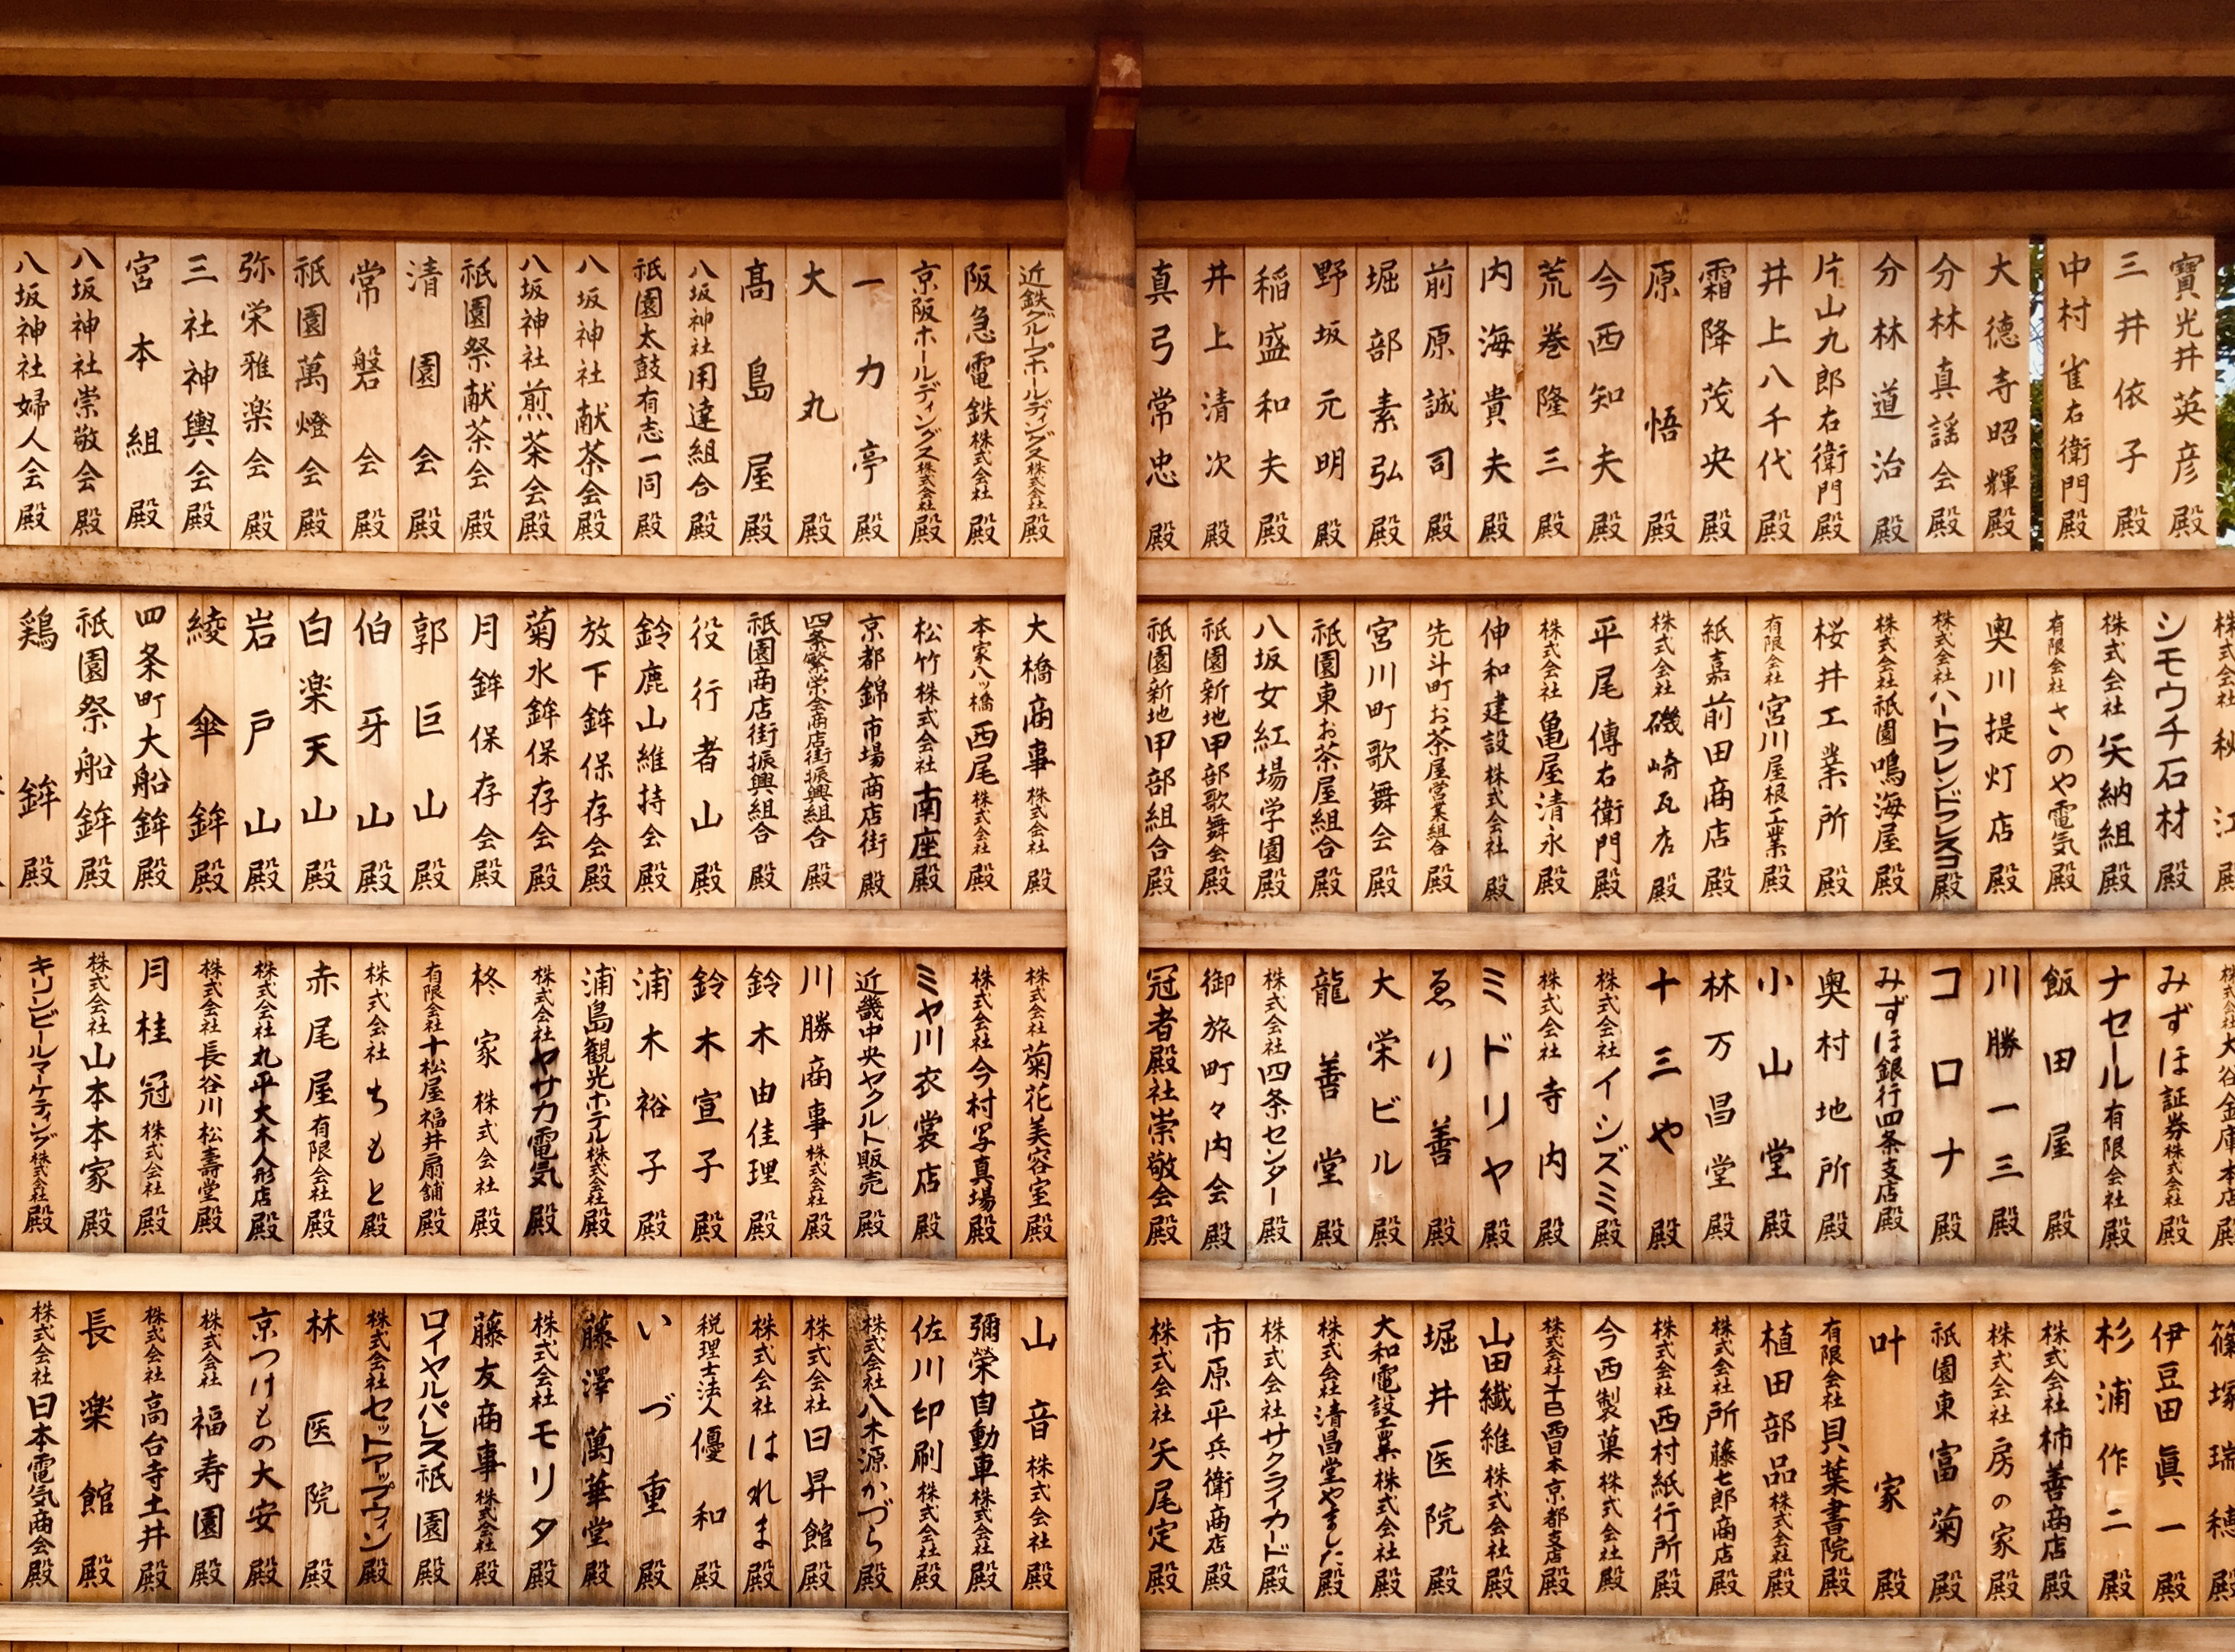 寶光井英彦殿
三井依子殿
中村雀右衛門殿
大德寺昭輝殿
分林真謡会殿
分林道治殿
片山九郎右衛門殿
井上八千代殿
霜降茂央殿
原悟殿
今西知夫殿
荒巻隆三殿
内海貴夫殿
前原誠司殿
堀部素弘殿
野坂元明殿
稲盛和夫殿
井上清次殿
真弓常忠殿
近鉄グループホールディングス株式会社殿
阪急電鉄株式会社殿
京阪ホールディングス株式会社殿
一力亭殿
大丸殿
髙島屋殿
八坂神社用達組合殿
祇園太鼓有志一同殿
八坂神社献茶会殿
八坂神社煎茶会殿
祇園祭献茶会殿
清園会殿
常磐会殿
祇園萬燈会殿
弥栄雅楽会殿
三社神輿会殿
宮本組殿
八坂神社崇敬会殿
八坂神社婦人会殿
シモウチ石材殿
株式会社矢納組殿
有限会社さのや電気殿
奥川提灯店殿
株式会社ハートフレンドフレスコ殿
株式会社祇園鳴海屋殿
桜井工業所殿
有限会社宮川屋根工業殿
紙嘉前田商店殿
株式会社磯崎瓦店殿
平尾傳右衛門殿
株式会社亀屋清永殿
伸和建設株式会社殿
先斗町お茶屋営業組合殿
宮川町歌舞会殿
祇園東お茶屋組合殿
八坂女紅場学園殿
祇園新地甲部歌舞会殿
祇園新地甲部組合殿
大橋商事株式会社殿
本家八ッ橋西尾株式会社殿
松竹株式会社南座殿
京都錦市場商店街殿
四条繁栄会商店街振興組合殿
祇園商店街振興組合殿
役行者山殿
鈴鹿山維持会殿
放下鉾保存会殿
菊水鉾保存会殿
月鉾保存会殿
郭巨山殿
伯牙山殿
白楽天山殿
岩戸山殿
綾傘鉾殿
四条町大船鉾殿
祇園祭船鉾殿
鶏鉾殿
株式会社大谷金庫本店殿
みずほ証券株式会社殿
ナセール有限会社殿
飯田屋殿
川勝一三殿
コロナ殿
みずほ銀行四条支店殿
奥村地所殿
小山堂殿
林万昌堂殿
十三や殿
株式会社イシズミ殿
株式会社寺内殿
ミドリヤ殿
ゑり善殿
大栄ビル殿
龍善堂殿
株式会社四条センター殿
御旅町々内会殿
冠者殿社崇敬会殿
株式会社菊花美容室殿
株式会社今村写真場殿
ミヤ川衣裳店殿
近畿中央ヤクルト販売殿
川勝商事株式会社殿
鈴木由佳理殿
鈴木宣子殿
浦木裕子殿
浦島観光ホテル株式会社殿
株式会社ヤサカ電気殿
柊家株式会社殿
有限会社十松屋福井扇舗殿
株式会社ちもと殿
赤尾屋有限会社殿
株式会社丸平大木人形店殿
株式会社長谷川松寿堂殿
月桂冠株式会社殿
株式会社山本本家殿
キリンビールマーケティング株式会社殿
伊豆田眞一殿
杉浦作二殿
株式会社柿善商店殿
株式会社房の家殿
祇園東富菊殿
叶家殿
有限会社貝葉書院殿
植田部品株式会社殿
株式会社所藤七郎商店殿
株式会社西村紙行所殿
今西製菓株式会社殿
山田繊維株式会社殿
堀井医院殿
大和電設工業株式会社殿
株式会社清昌堂やました殿
株式会社サクライカード殿
市原平兵衛商店殿
株式会社矢尾定殿
山音株式会社殿
彌榮自動車株式会社殿
佐川印刷株式会社殿
株式会社八木源かづら殿
株式会社日昇館殿
株式会社はれま殿
税理士法人優和殿
いづ重殿
藤澤萬華堂殿
株式会社モリタ殿
藤友商事株式会社殿
ロイヤルパレス祇園殿
株式会社セットアップウィン殿
林医院殿
京つけもの大安殿
株式会社福寿園殿
株式会社高台寺土井殿
長楽館殿
株式会社日本電気商会殿